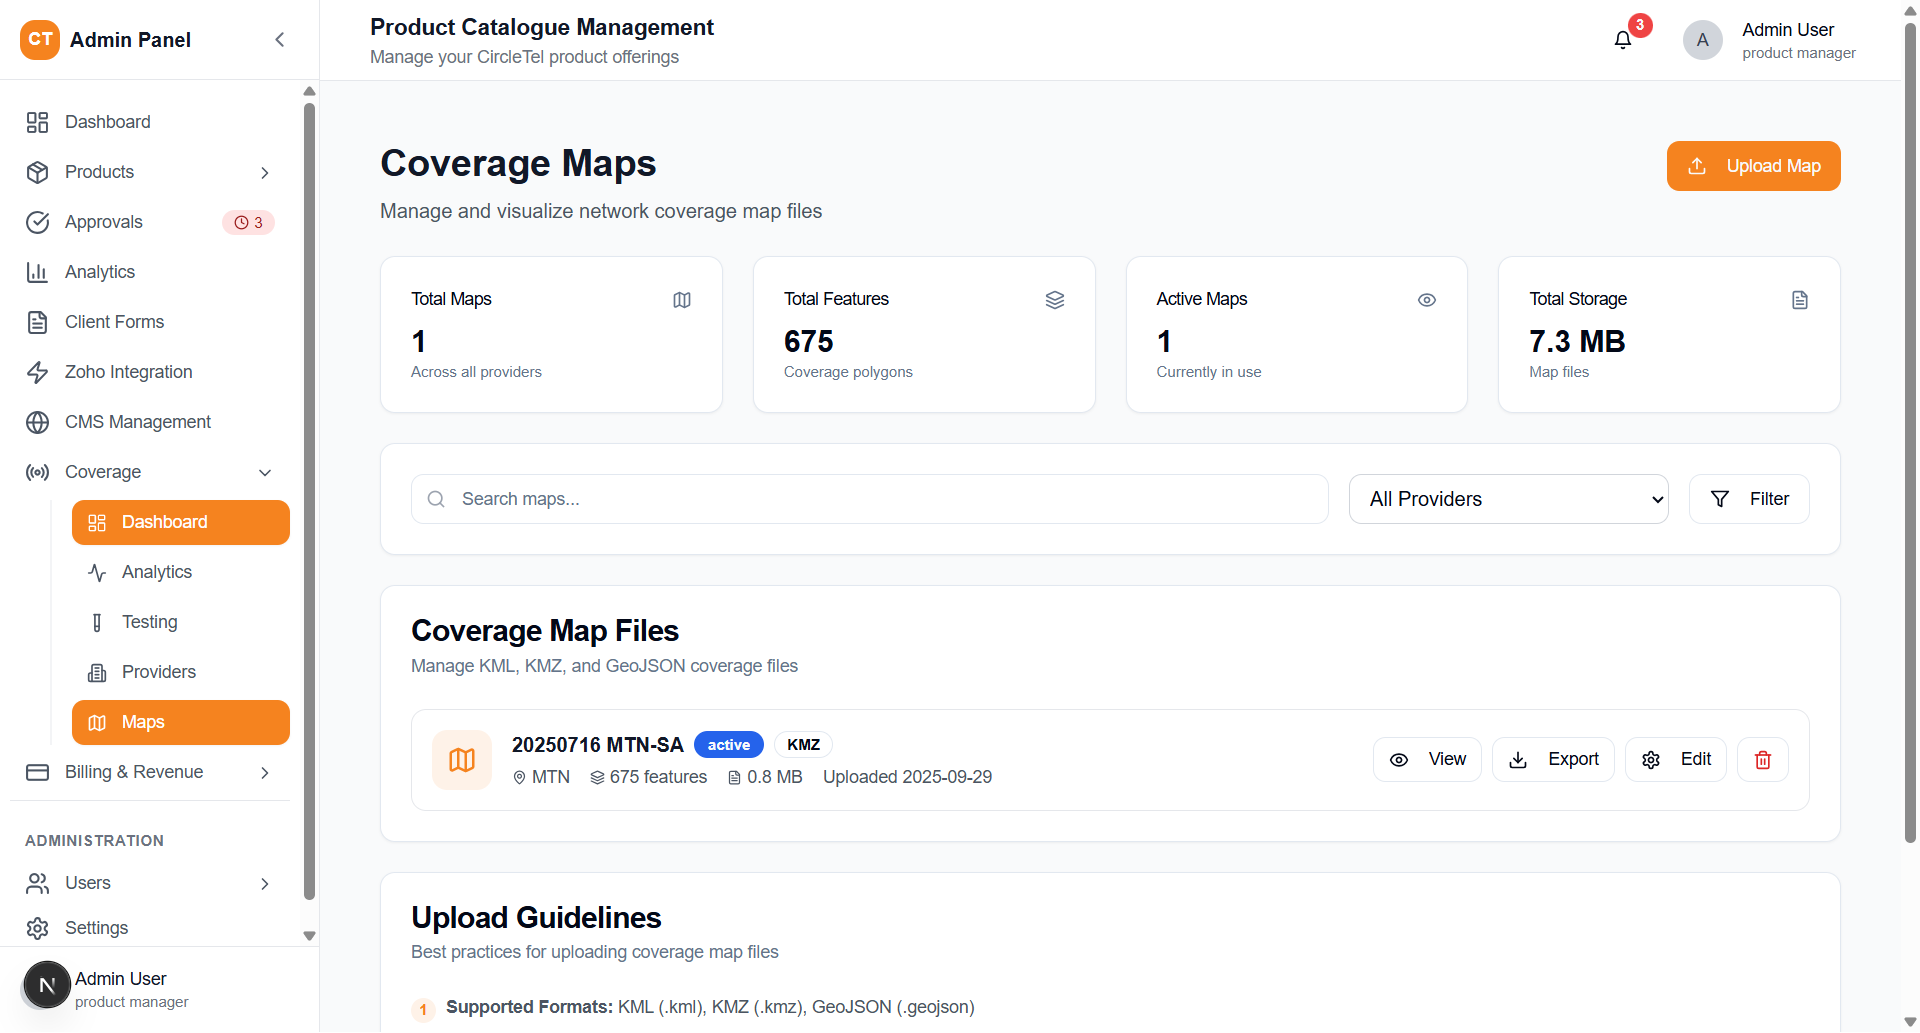 CT Admin Panel
Dashboard
Products
Approvals 3
Analytics
Client Forms
Zoho Integration
CMS Management
Coverage
Dashboard
Analytics
Testing
Providers
Maps
Billing & Revenue
ADMINISTRATION
Users
Settings
N Admin User
product manager
Product Catalogue Management
Manage your CircleTel product offerings
3
A
Admin User
product manager
Coverage Maps
Manage and visualize network coverage map files
Upload Map
Total Maps
1
Across all providers
Total Features
675
Coverage polygons
Active Maps
1
Currently in use
Total Storage
7.3 MB
Map files
Search maps...
All Providers
Filter
Coverage Map Files
Manage KML, KMZ, and GeoJSON coverage files
20250716 MTN-SA active KMZ
MTN 675 features 0.8 MB Uploaded 2025-09-29
View Export Edit
Upload Guidelines
Best practices for uploading coverage map files
1 Supported Formats: KML (.kml), KMZ (.kmz), GeoJSON (.geojson)